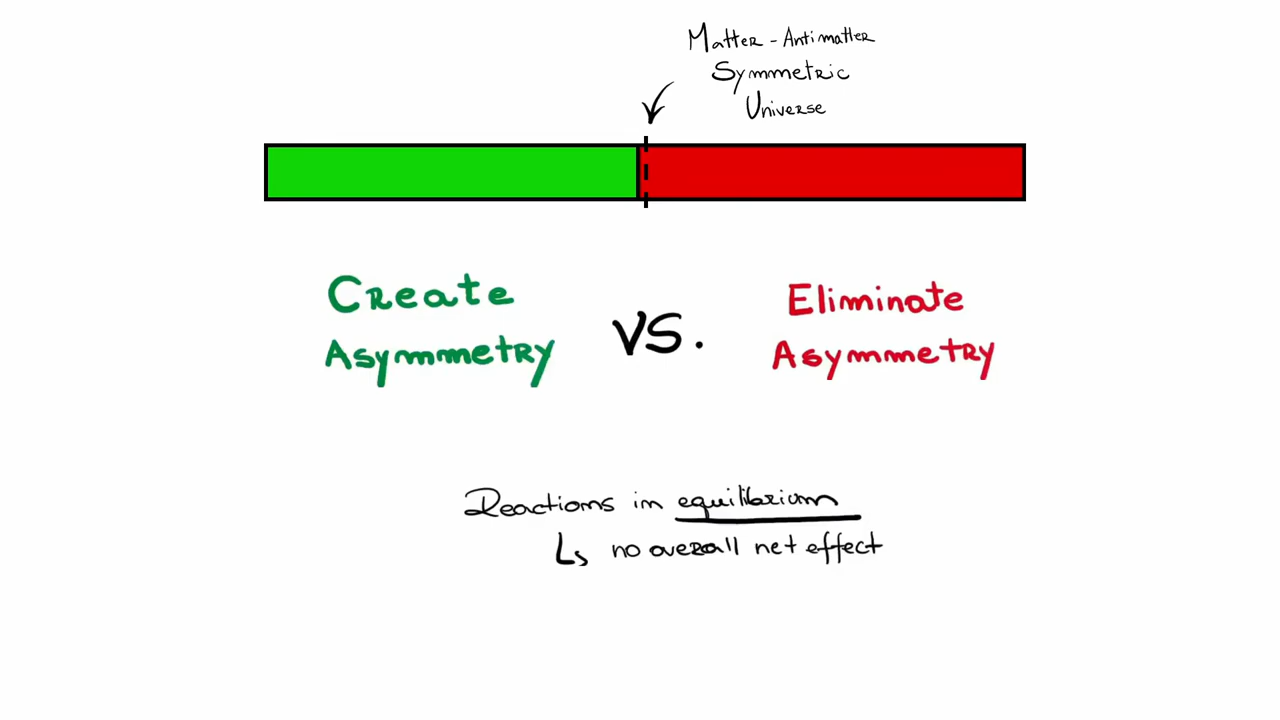 Matter - Antimatter
Symmetric
Universe
Create
Asymmetry
vs.
Eliminate
Asymmetry
Reactions in equilibrium
↳ no overall net effect